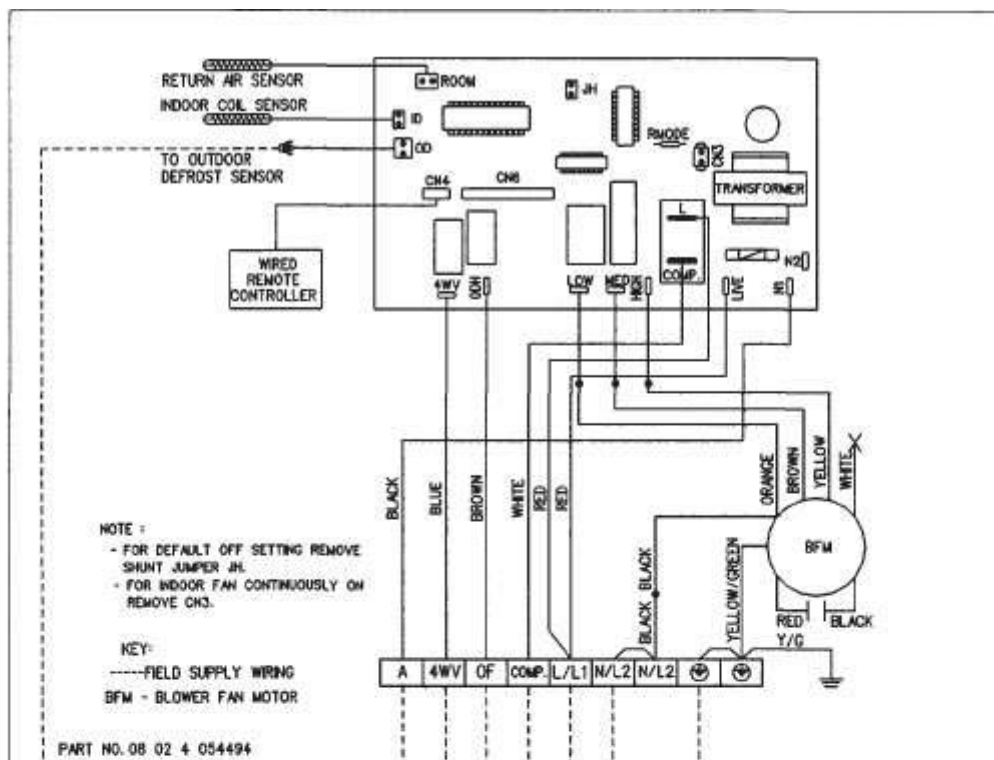 RETURN AIR SENSOR
ROOM
INDOOR COIL SENSOR
ID
TO OUTDOOR
DEFROST SENSOR
OD
JH
RMODE
CN3
CN4
CN6
TRANSFORMER
WIRED
REMOTE
CONTROLLER
L
COMP.
4WV
ODH
LOW
MED
HIGH
LIVE
N2
N1
BLACK
BLUE
BROWN
WHITE
RED
RED
BLACK
BLACK
YELLOW/GREEN
ORANGE
BROWN
YELLOW
WHITE
BFM
RED
BLACK
Y/G
NOTE :
- FOR DEFAULT OFF SETTING REMOVE
SHUNT JUMPER JH.
- FOR INDOOR FAN CONTINUOUSLY ON
REMOVE CN3.
KEY:
-----FIELD SUPPLY WIRING
BFM - BLOWER FAN MOTOR
A 4WV OF COMP. L/L1 N/L2 N/L2
PART NO. 08 02 4 054494